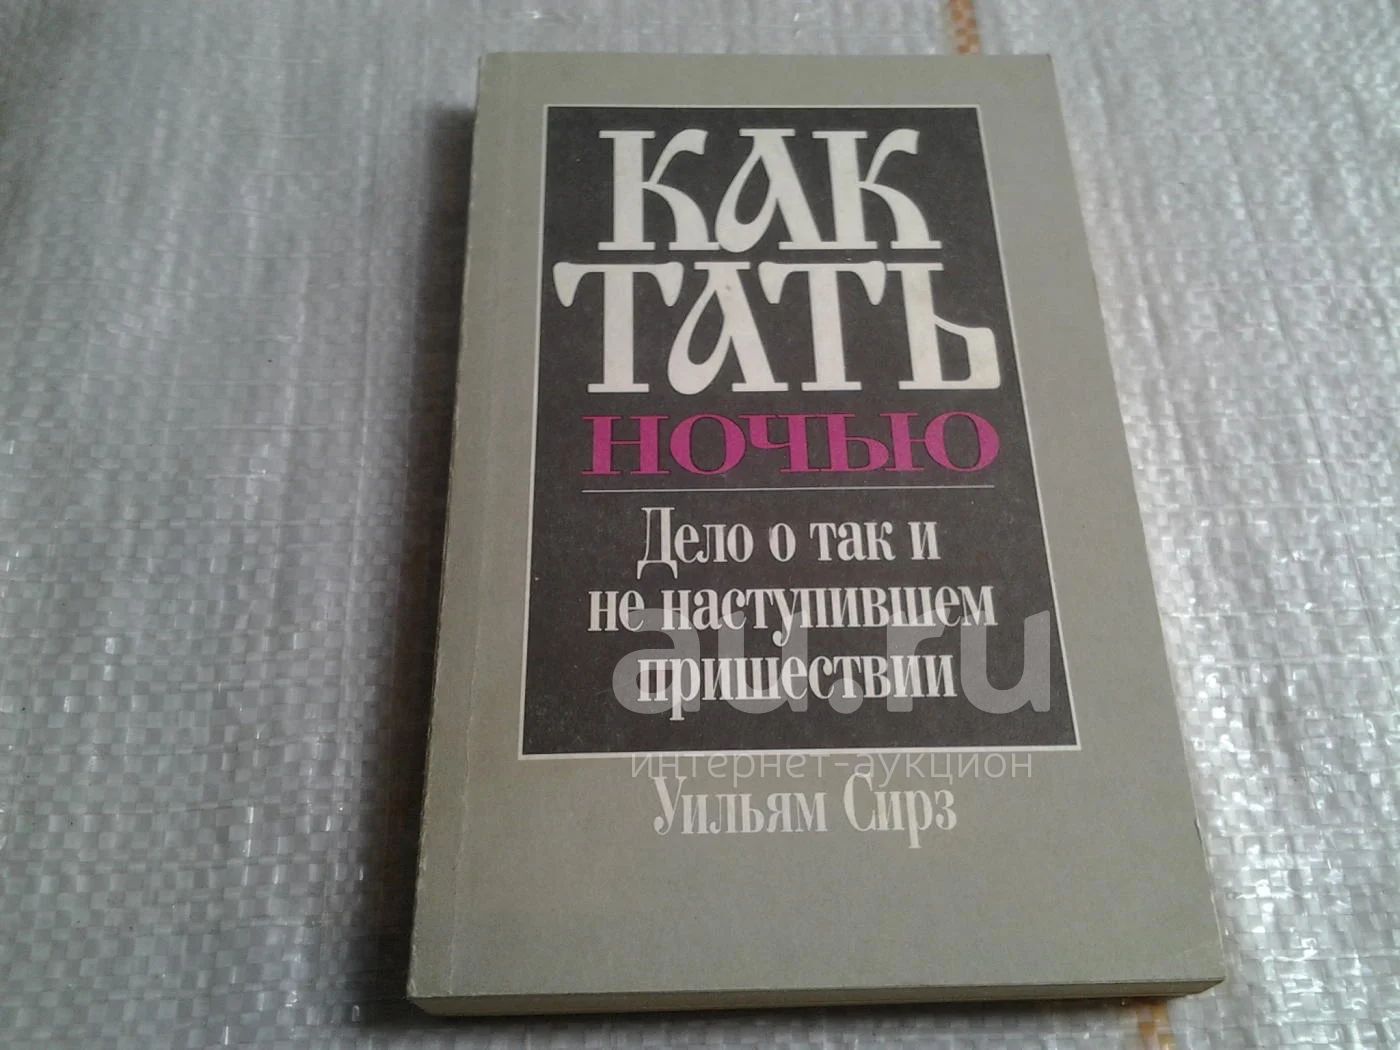 КАК
ТАТЬ
НОЧЬЮ
Дело о так и
не наступившем
пришествии
au.ru
интернет-аукцион
Уильям Сирз